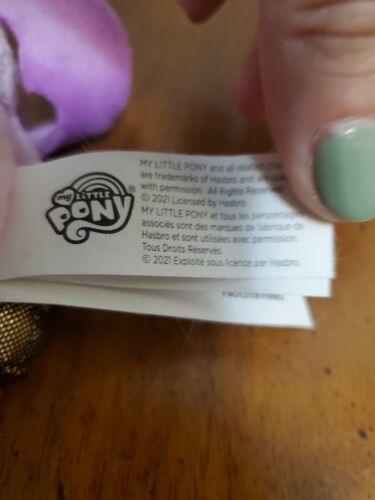 my LITTLE
PONY®
MY LITTLE PONY and all related
are trademarks of Hasbro and are
with permission. All Rights Reserved.
© 2021 Licensed by Hasbro.
MY LITTLE PONY et tous les personnages
associés sont des marques de fabrique de
Hasbro et sont utilisées avec permission.
Tous Droits Réservés.
© 2021 Exploité sous licence par Hasbro.